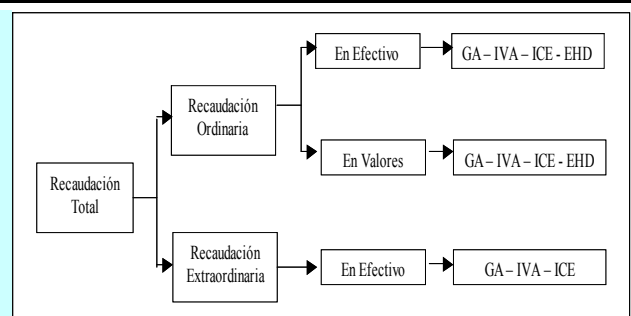 En Efectivo
GA – IVA – ICE - EHD
Recaudación
Ordinaria
En Valores
GA – IVA – ICE - EHD
Recaudación
Total
Recaudación
Extraordinaria
En Efectivo
GA – IVA – ICE